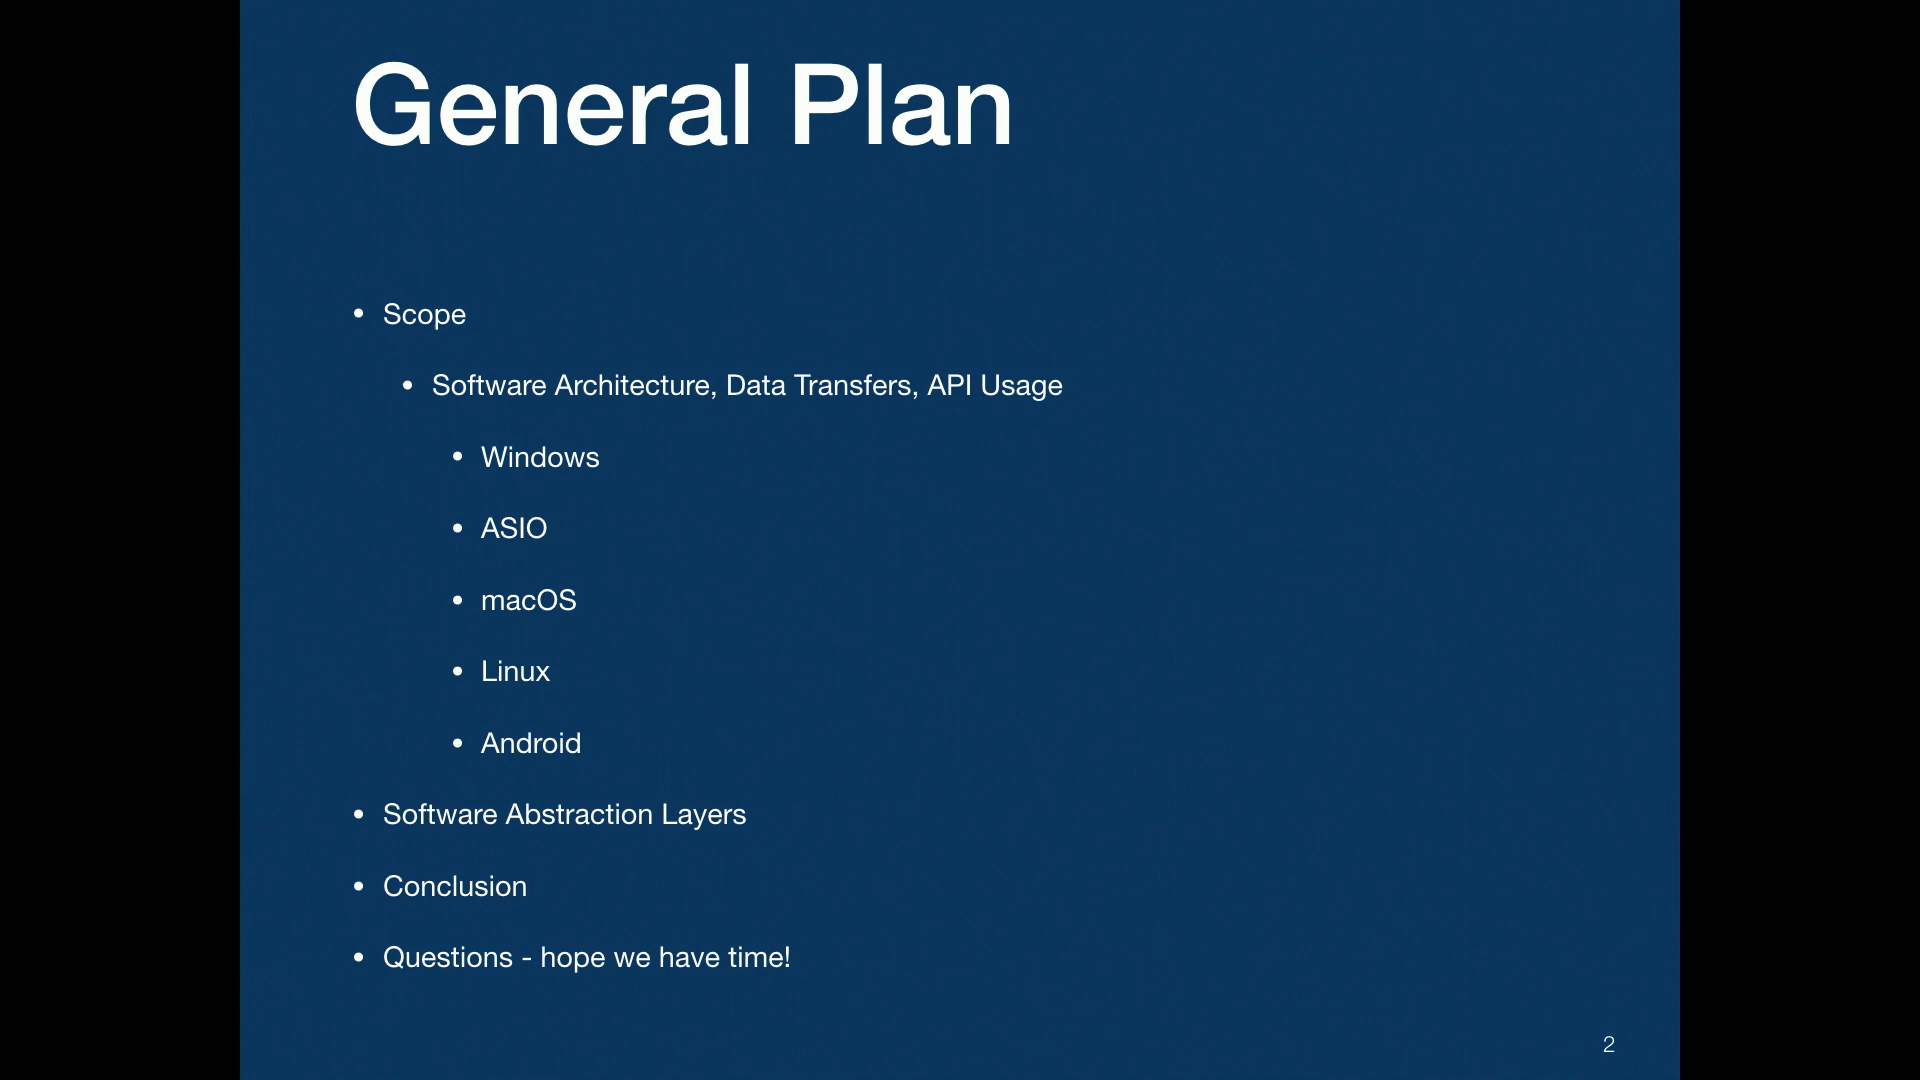 General Plan
• Scope
• Software Architecture, Data Transfers, API Usage
• Windows
• ASIO
• macOS
• Linux
• Android
• Software Abstraction Layers
• Conclusion
• Questions - hope we have time!
2